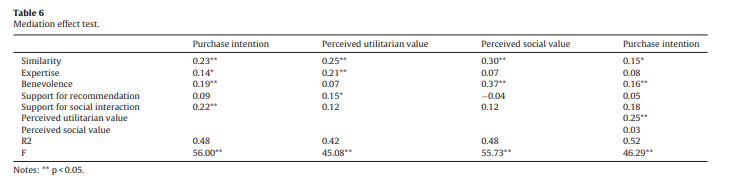 Table 6
Mediation effect test.
Purchase intention Perceived utilitarian value Perceived social value Purchase intention
Similarity 0.23** 0.25** 0.30** 0.15*
Expertise 0.14* 0.21** 0.07 0.08
Benevolence 0.19** 0.07 0.37** 0.16**
Support for recommendation 0.09 0.15* −0.04 0.05
Support for social interaction 0.22** 0.12 0.12 0.18
Perceived utilitarian value 0.25**
Perceived social value 0.03
R2 0.48 0.42 0.48 0.52
F 56.00** 45.08** 55.73** 46.29**
Notes: ** p < 0.05.